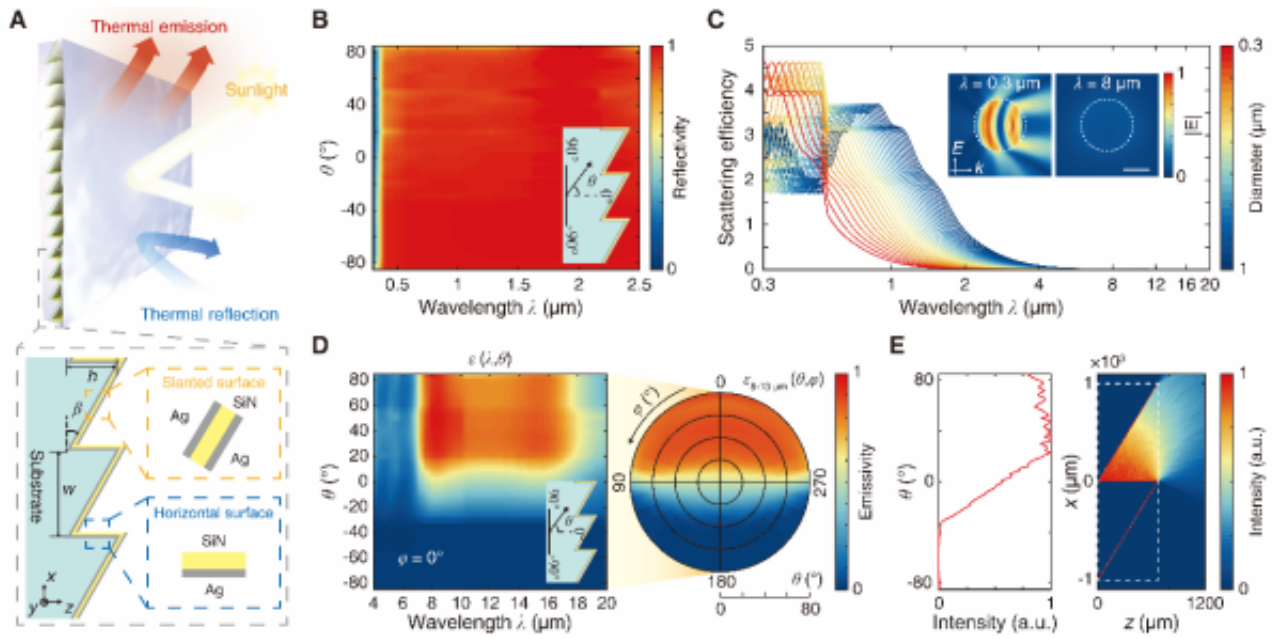 A
Thermal emission
Sunlight
Thermal reflection
h
β
Slanted surface
SiN
Ag
Ag
Substrate
w
Horizontal surface
SiN
Ag
x
y
z
B
80
40
0
-40
-80
θ (°)
0.5
1
1.5
2
2.5
Wavelength λ (μm)
90°
θ
0°
-90°
1
0
Reflectivity
C
5
4
3
2
1
0
Scattering efficiency
0.3
1
2
4
8
12
16
20
Wavelength λ (μm)
λ = 0.3 μm
λ = 8 μm
E
k
1
0
|E|
0.3
1
Diameter (μm)
D
ε (λ,θ)
80
60
40
20
0
-20
-40
-60
-80
θ (°)
φ = 0°
4
6
8
10
12
14
16
18
20
Wavelength λ (μm)
90°
θ
0°
-90°
ε8-13 μm (θ,φ)
0
φ (°)
90
270
180
θ (°)
0
80
1
0
Emissivity
E
80
0
-80
θ (°)
0
1
Intensity (a.u.)
×10³
1
0
-1
x (μm)
0
1200
z (μm)
1
0
Intensity (a.u.)